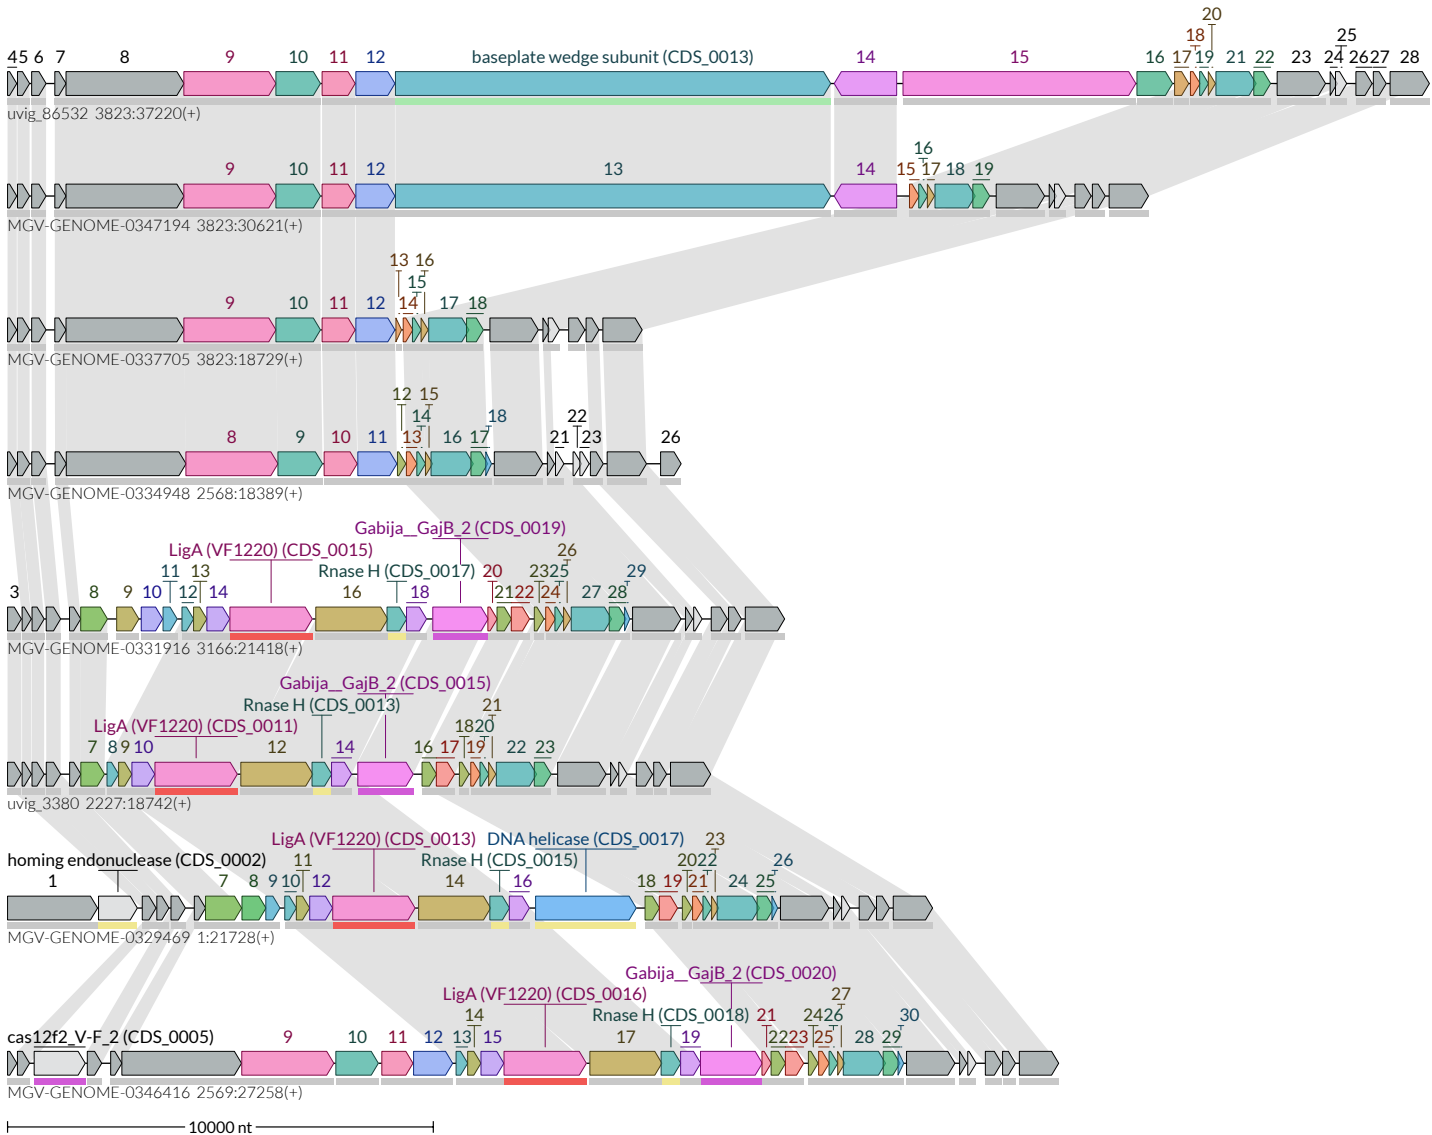 20
18 25
4 5 6 7 8 9 10 11 12 baseplate wedge subunit (CDS_0013) 14 15 16 17 19 21 22 23 24 26 27 28
uvig_86532 3823:37220(+)
16
9 10 11 12 13 14 15 17 18 19
MGV-GENOME-0347194 3823:30621(+)
13 16
15
9 10 11 12 14 17 18
MGV-GENOME-0337705 3823:18729(+)
12 15
14 18 22
8 9 10 11 13 16 17 21 23 26
MGV-GENOME-0334948 2568:18389(+)
Gabija__GajB_2 (CDS_0019)
LigA (VF1220) (CDS_0015) 26
11 13 Rnase H (CDS_0017) 20 23 25 29
3 8 9 10 12 14 16 18 21 22 24 27 28
MGV-GENOME-0331916 3166:21418(+)
Gabija__GajB_2 (CDS_0015)
Rnase H (CDS_0013) 21
LigA (VF1220) (CDS_0011) 18 20
7 8 9 10 12 14 16 17 19 22 23
uvig_3380 2227:18742(+)
LigA (VF1220) (CDS_0013) DNA helicase (CDS_0017) 23
homing endonuclease (CDS_0002) 11 Rnase H (CDS_0015) 20 22 26
1 7 8 9 10 12 14 16 18 19 21 24 25
MGV-GENOME-0329469 1:21728(+)
Gabija__GajB_2 (CDS_0020)
LigA (VF1220) (CDS_0016) 27
14 Rnase H (CDS_0018) 21 24 26 30
cas12f2_V-F_2 (CDS_0005) 9 10 11 12 13 15 17 19 22 23 25 28 29
MGV-GENOME-0346416 2569:27258(+)
10000 nt